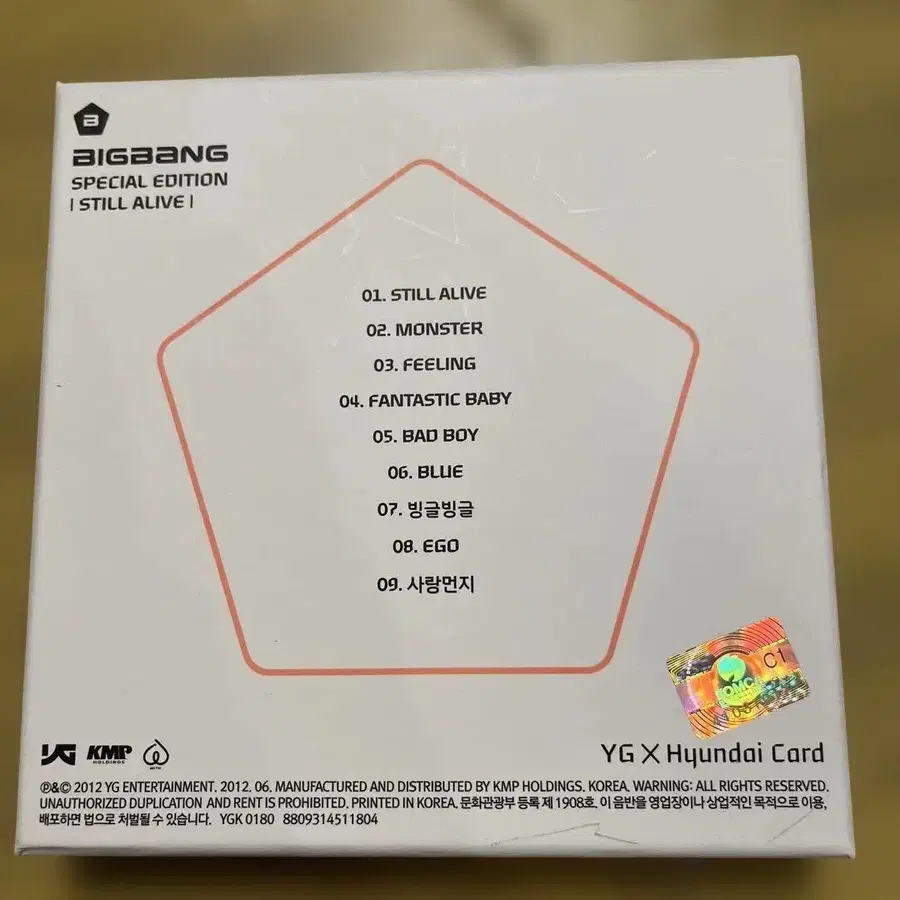 B
BIGBANG
SPECIAL EDITION
| STILL ALIVE |
01. STILL ALIVE
02. MONSTER
03. FEELING
04. FANTASTIC BABY
05. BAD BOY
06. BLUE
07. 빙글빙글
08. EGO
09. 사랑먼지
C1
KOMCA
YG KMP HOLDINGS WITH
YG X Hyundai Card
℗&© 2012 YG ENTERTAINMENT. 2012. 06. MANUFACTURED AND DISTRIBUTED BY KMP HOLDINGS. KOREA. WARNING: ALL RIGHTS RESERVED.
UNAUTHORIZED DUPLICATION AND RENT IS PROHIBITED. PRINTED IN KOREA. 문화관광부 등록 제 1908호. 이 음반을 영업장이나 상업적인 목적으로 이용,
배포하면 법으로 처벌될 수 있습니다. YGK 0180 8809314511804